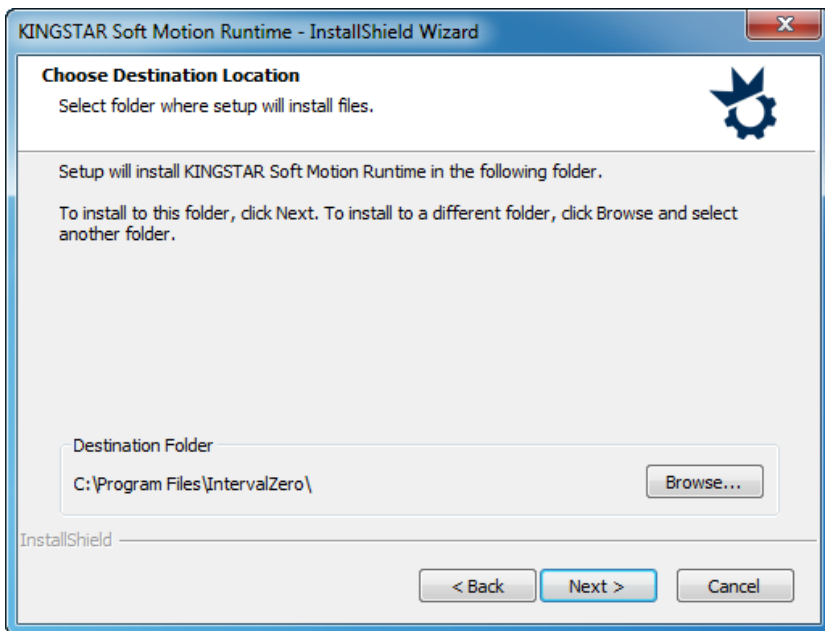 KINGSTAR Soft Motion Runtime - InstallShield Wizard
Choose Destination Location
Select folder where setup will install files.
Setup will install KINGSTAR Soft Motion Runtime in the following folder.
To install to this folder, click Next. To install to a different folder, click Browse and select
another folder.
Destination Folder
C:\Program Files\IntervalZero\
Browse...
InstallShield
< Back
Next >
Cancel